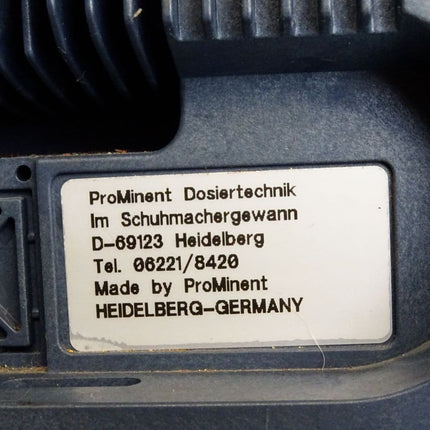 ProMinent Dosiertechnik
Im Schuhmachergewann
D-69123 Heidelberg
Tel. 06221/8420
Made by ProMinent
HEIDELBERG-GERMANY